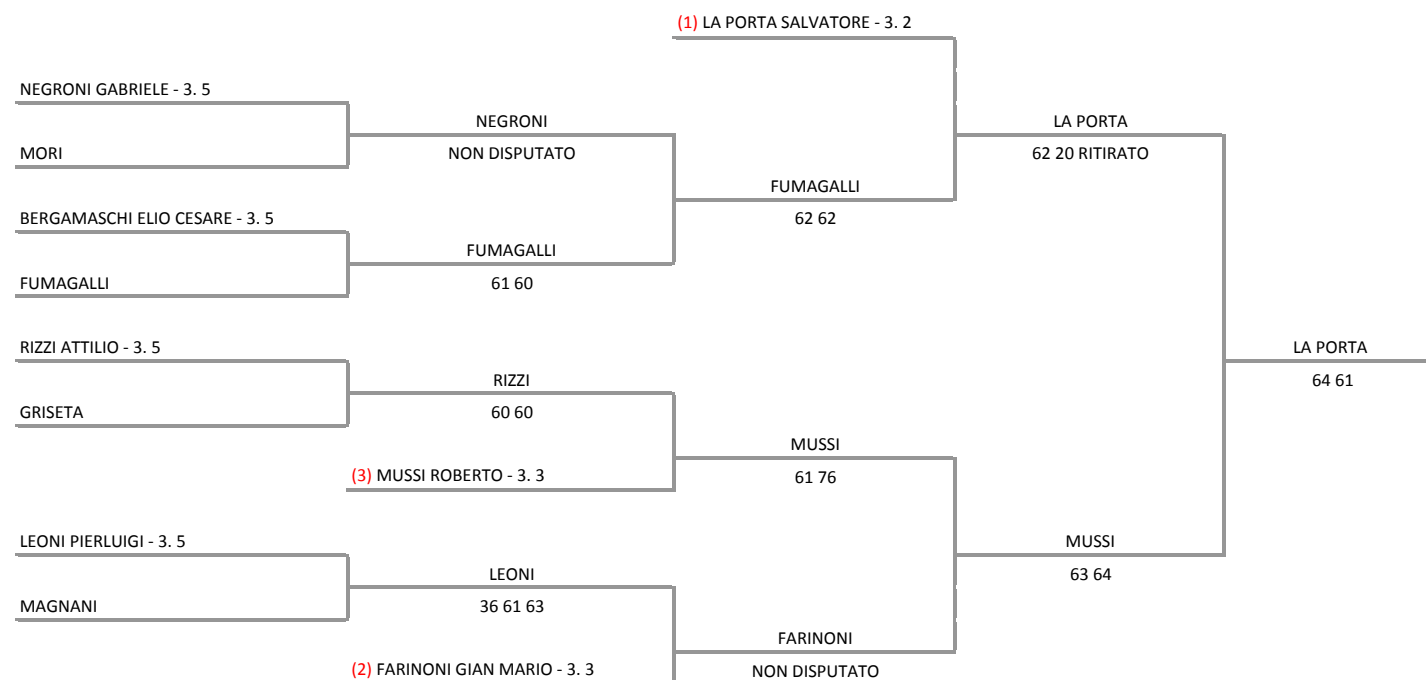 (1) LA PORTA SALVATORE - 3. 2
NEGRONI GABRIELE - 3. 5
NEGRONI
LA PORTA
MORI
NON DISPUTATO
62 20 RITIRATO
FUMAGALLI
BERGAMASCHI ELIO CESARE - 3. 5
62 62
FUMAGALLI
FUMAGALLI
61 60
RIZZI ATTILIO - 3. 5
LA PORTA
RIZZI
64 61
GRISETA
60 60
MUSSI
(3) MUSSI ROBERTO - 3. 3
61 76
LEONI PIERLUIGI - 3. 5
MUSSI
LEONI
63 64
MAGNANI
36 61 63
FARINONI
(2) FARINONI GIAN MARIO - 3. 3
NON DISPUTATO